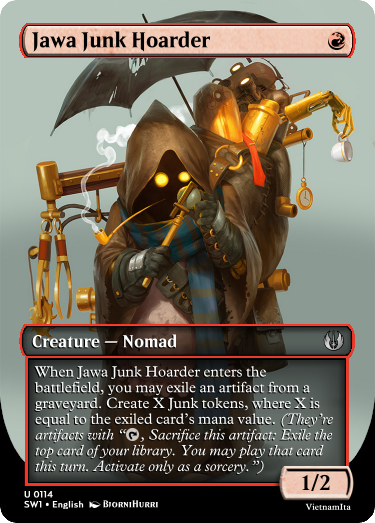 Jawa Junk Hoarder
Creature — Nomad
When Jawa Junk Hoarder enters the
battlefield, you may exile an artifact from a
graveyard. Create X Junk tokens, where X is
equal to the exiled card's mana value. (They're
artifacts with “, Sacrifice this artifact: Exile the
top card of your library. You may play that card
this turn. Activate only as a sorcery.”)
1/2
U 0114
SW1 • English BjorniHurri
VietnamIta